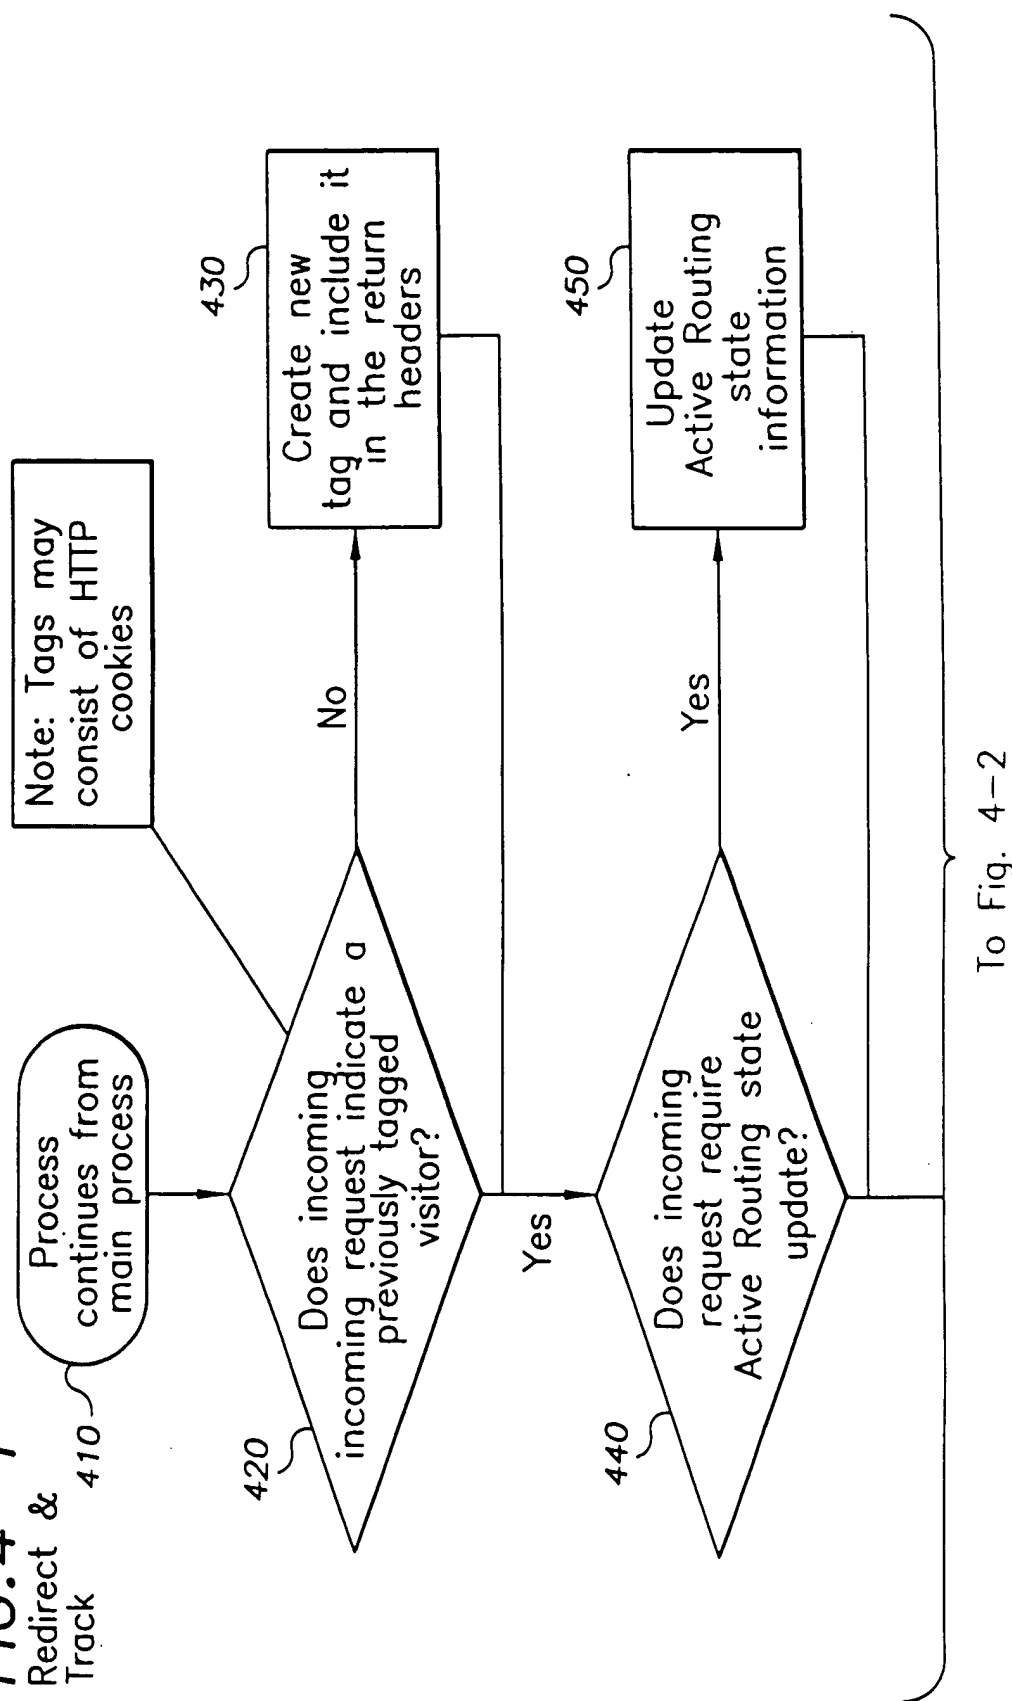 Redirect &
Track
410
Process
continues from
main process
Note: Tags may
consist of HTTP
cookies
420
Does incoming
incoming request indicate a
previously tagged
visitor?
No
430
Create new
tag and include it
in the return
headers
Yes
440
Does incoming
request require
Active Routing state
update?
Yes
450
Update
Active Routing
state
information
To Fig. 4-2